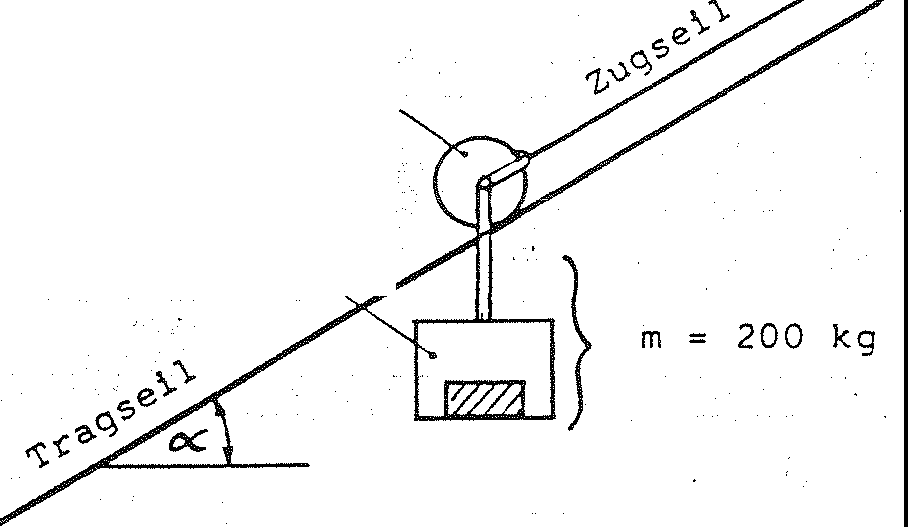 Zugseil
m = 200 kg
Tragseil
α